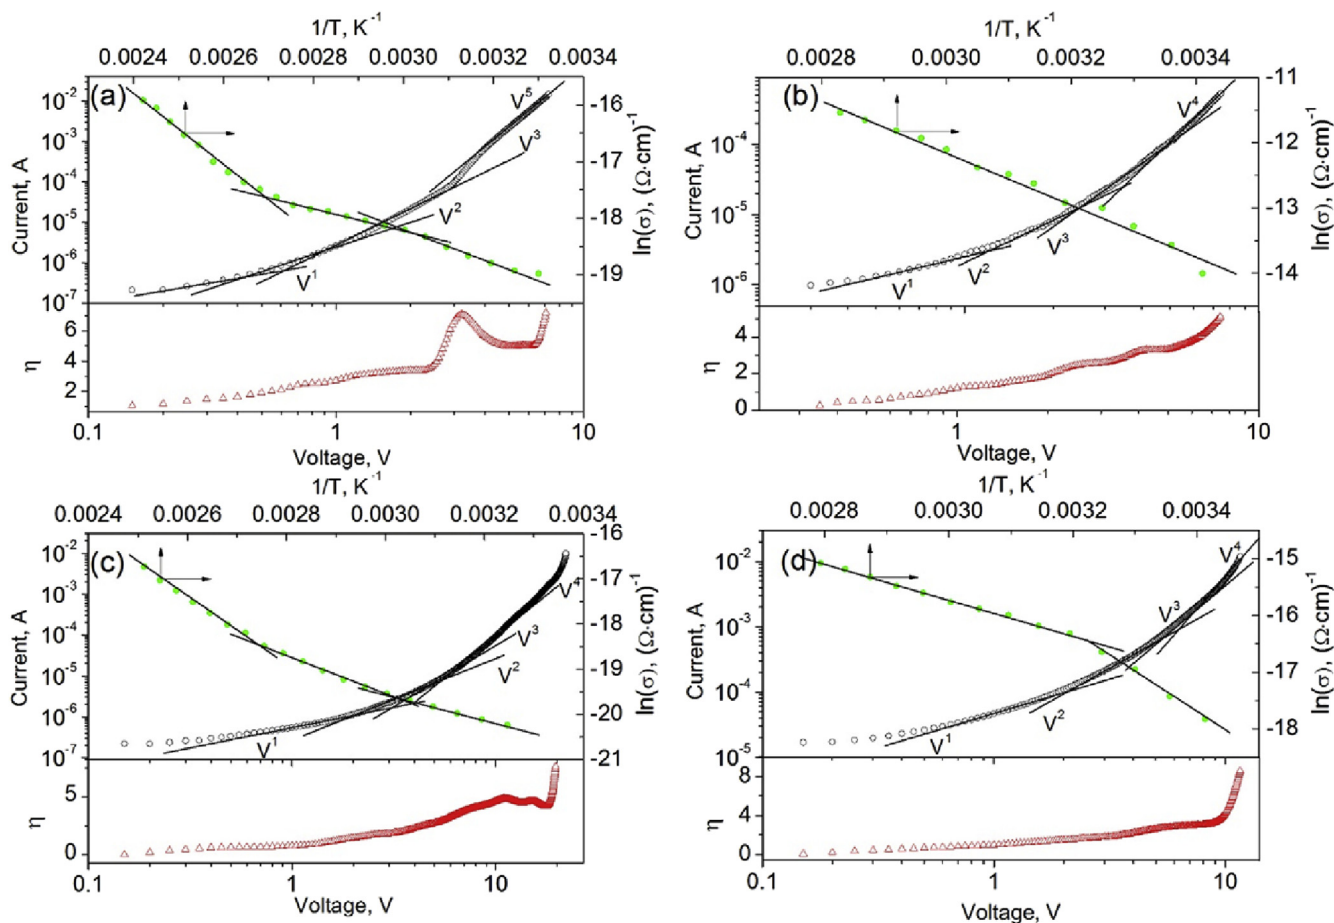 1/T, K-1
0.0024 0.0026 0.0028 0.0030 0.0032 0.0034
(a)
10-2
10-3
10-4
10-5
10-6
10-7
Current, A
V5
V3
V2
V1
-16
-17
-18
-19
ln(σ), (Ω·cm)-1
6
4
2
η
0.1 1 10
Voltage, V
1/T, K-1
0.0028 0.0030 0.0032 0.0034
(b)
10-4
10-5
10-6
Current, A
V4
V3
V2
V1
-11
-12
-13
-14
ln(σ), (Ω·cm)-1
4
2
0
η
1 10
Voltage, V
1/T, K-1
0.0024 0.0026 0.0028 0.0030 0.0032 0.0034
(c)
10-2
10-3
10-4
10-5
10-6
10-7
Current, A
V4
V3
V2
V1
-16
-17
-18
-19
-20
-21
ln(σ), (Ω·cm)-1
5
0
η
0.1 1 10
Voltage, V
1/T, K-1
0.0028 0.0030 0.0032 0.0034
(d)
10-2
10-3
10-4
10-5
Current, A
V4
V3
V2
V1
-15
-16
-17
-18
ln(σ), (Ω·cm)-1
8
4
0
η
0.1 1 10
Voltage, V